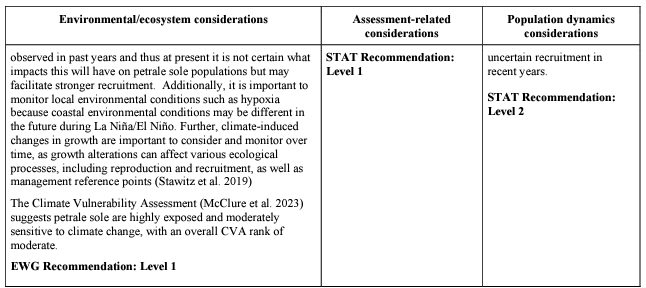 Environmental/ecosystem considerations
Assessment-related
considerations
Population dynamics
considerations
observed in past years and thus at present it is not certain what
impacts this will have on petrale sole populations but may
facilitate stronger recruitment. Additionally, it is important to
monitor local environmental conditions such as hypoxia
because coastal environmental conditions may be different in
the future during La Niña/El Niño. Further, climate-induced
changes in growth are important to consider and monitor over
time, as growth alterations can affect various ecological
processes, including reproduction and recruitment, as well as
management reference points (Stawitz et al. 2019)
The Climate Vulnerability Assessment (McClure et al. 2023)
suggests petrale sole are highly exposed and moderately
sensitive to climate change, with an overall CVA rank of
moderate.
EWG Recommendation: Level 1
STAT Recommendation:
Level 1
uncertain recruitment in
recent years.
STAT Recommendation:
Level 2